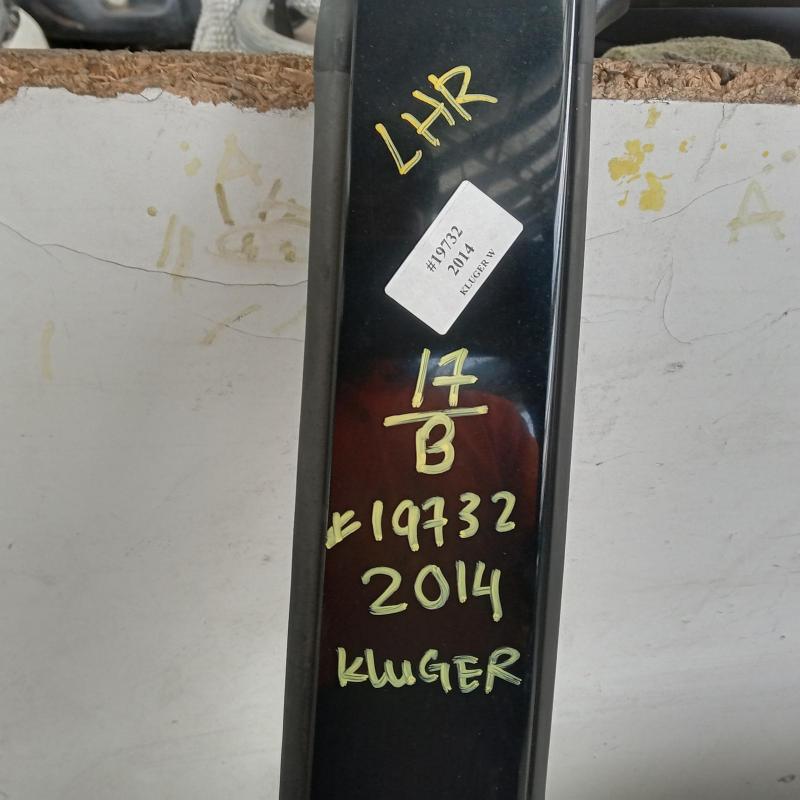 LHR
#19732
2014
KLUGER W
17
B
#19732
2014
KLUGER